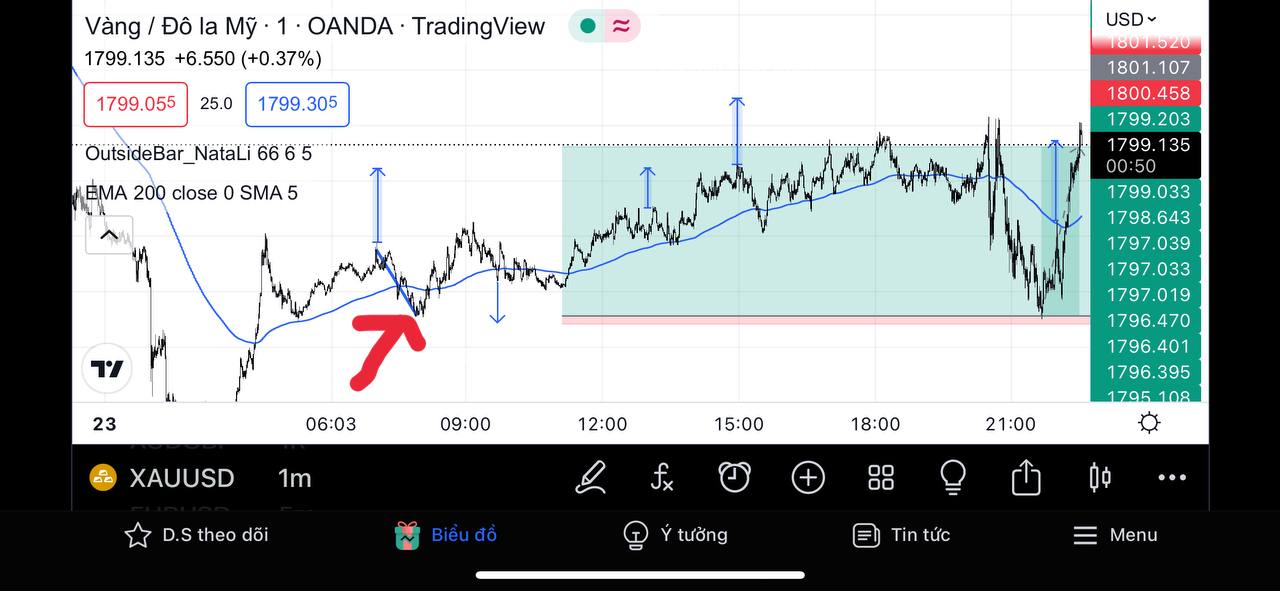 Vàng / Đô la Mỹ · 1 · OANDA · TradingView
USD
1801.520
1799.135 +6.550 (+0.37%)
1801.107
1800.458
1799.055 25.0 1799.305
1799.203
1799.135
00:50
OutsideBar_NataLi 66 6 5
1799.033
EMA 200 close 0 SMA 5
1798.643
1797.039
1797.033
1797.019
1796.470
1796.401
1796.395
1795.108
23 06:03 09:00 12:00 15:00 18:00 21:00
XAUUSD 1m
D.S theo dõi Biểu đồ Ý tưởng Tin tức Menu